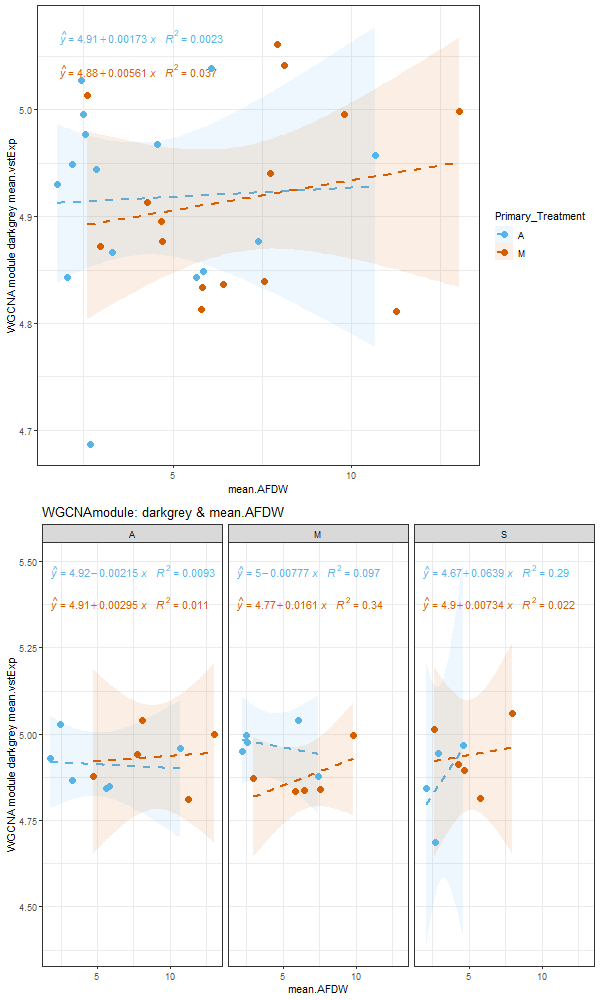 ŷ = 4.91+0.00173 x R² = 0.0023
ŷ = 4.88+0.00561 x R² = 0.037
5.0
4.9
4.8
4.7
WGCNA module darkgrey mean.vstExp
5
10
mean.AFDW
Primary_Treatment
A
M
WGCNAmodule: darkgrey & mean.AFDW
A
M
S
ŷ = 4.92−0.00215 x R² = 0.0093
ŷ = 4.91+0.00295 x R² = 0.011
ŷ = 5−0.00777 x R² = 0.097
ŷ = 4.77+0.0161 x R² = 0.34
ŷ = 4.67+0.0639 x R² = 0.29
ŷ = 4.9+0.00734 x R² = 0.022
5.50
5.25
5.00
4.75
4.50
WGCNA module darkgrey mean.vstExp
5
10
5
10
5
10
mean.AFDW